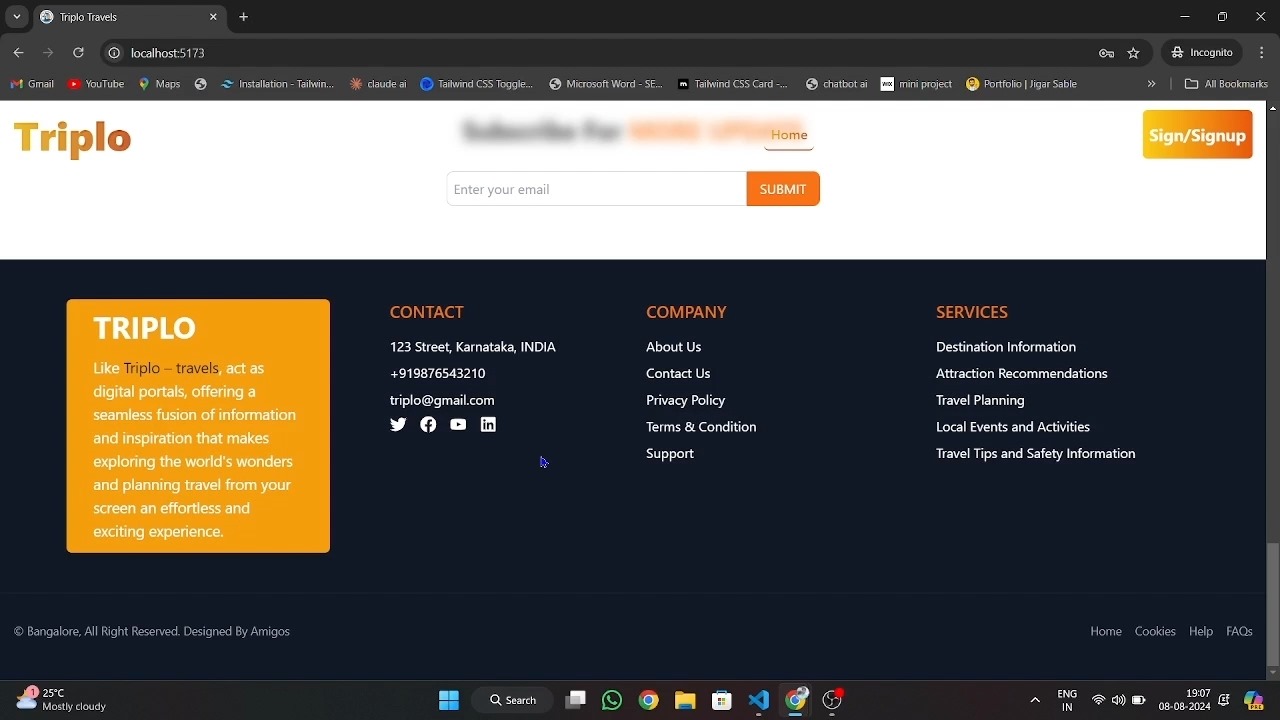 Triplo Travels
localhost:5173
Incognito
Gmail
YouTube
Maps
Installation - Tailwin...
claude ai
Tailwind CSS Toggle...
Microsoft Word - SE...
Tailwind CSS Card -...
chatbot ai
mini project
Portfolio | Jigar Sable
All Bookmarks
Triplo
Subscribe For MORE UPDATE
Home
Sign/Signup
Enter your email
SUBMIT
TRIPLO
Like Triplo – travels, act as
digital portals, offering a
seamless fusion of information
and inspiration that makes
exploring the world's wonders
and planning travel from your
screen an effortless and
exciting experience.
CONTACT
123 Street, Karnataka, INDIA
+919876543210
triplo@gmail.com
COMPANY
About Us
Contact Us
Privacy Policy
Terms & Condition
Support
SERVICES
Destination Information
Attraction Recommendations
Travel Planning
Local Events and Activities
Travel Tips and Safety Information
© Bangalore, All Right Reserved. Designed By Amigos
Home
Cookies
Help
FAQs
1
25°C
Mostly cloudy
Search
ENG
IN
19:07
08-08-2024